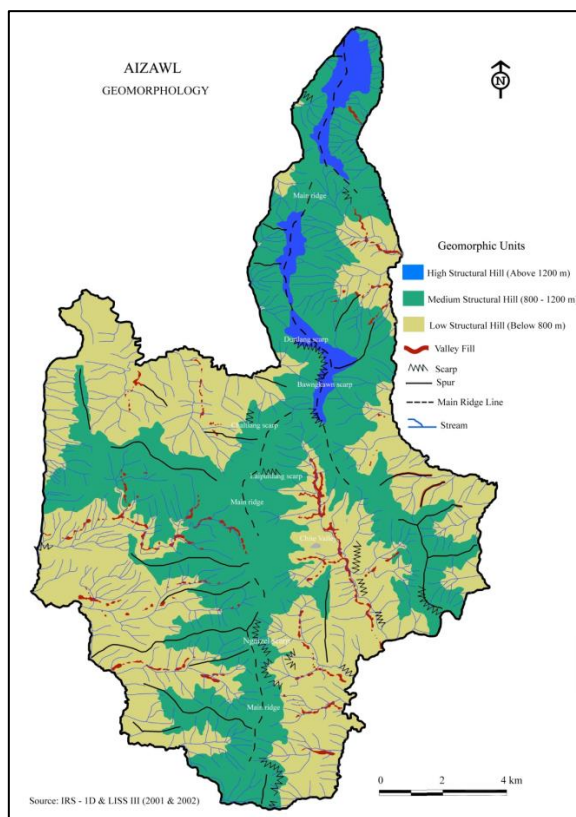 AIZAWL
GEOMORPHOLOGY
N
Main ridge
Geomorphic Units
High Structural Hill (Above 1200 m)
Medium Structural Hill (800 - 1200 m
Low Structural Hill (Below 800 m)
Valley Fill
Scarp
Spur
Main Ridge Line
Stream
Durtlang scarp
Bawngkawn scarp
Chaltlang scarp
Laipuitlang scarp
Main ridge
Chite
Ngaizel scarp
Main ridge
0 2 4 km
Source: IRS - 1D & LISS III (2001 & 2002)